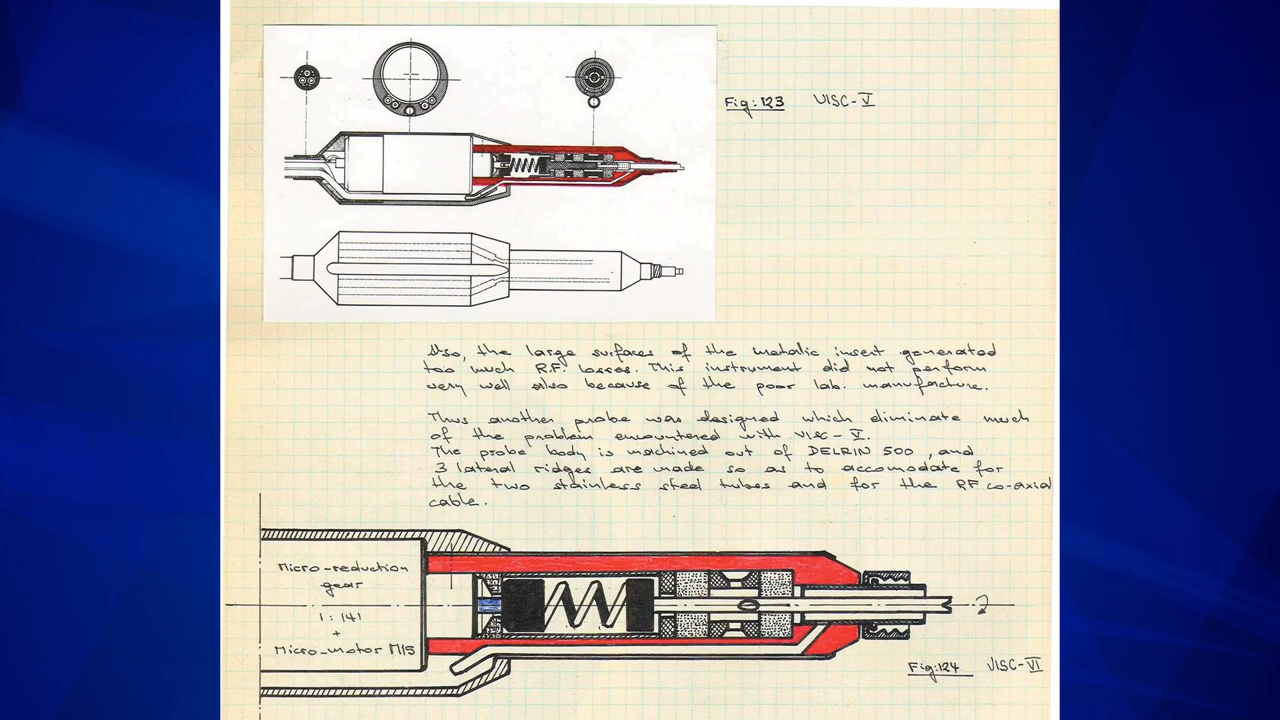 Fig: 123 VISC-V
Also, the large surfaces of the metallic insert generated
too much R.F. losses. This instrument did not perform
very well also because of the poor lab. manufacture.
Thus another probe was designed which eliminate much
of the problem encountered with VISC-V.
The probe body is machined out of DELRIN 500, and
3 lateral ridges are made so as to accomodate for
the two stainless steel tubes and for the RF co-axial
cable.
Micro-reduction
gear
1:141
+
Micro-motor M15
Fig: 124 VISC-VI